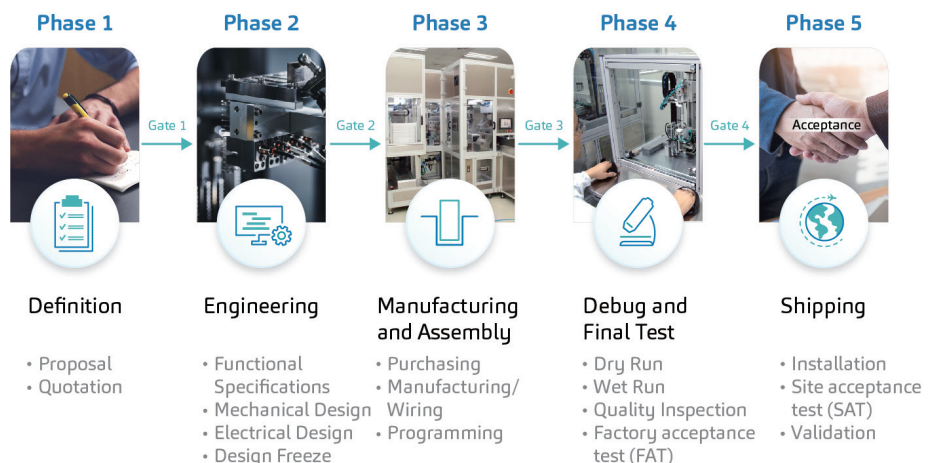 Phase 1
Phase 2
Phase 3
Phase 4
Phase 5
Gate 1
Gate 2
Gate 3
Gate 4
Acceptance
Definition
• Proposal
• Quotation
Engineering
• Functional
Specifications
• Mechanical Design
• Electrical Design
• Design Freeze
Manufacturing
and Assembly
• Purchasing
• Manufacturing/
Wiring
• Programming
Debug and
Final Test
• Dry Run
• Wet Run
• Quality Inspection
• Factory acceptance
test (FAT)
Shipping
• Installation
• Site acceptance
test (SAT)
• Validation